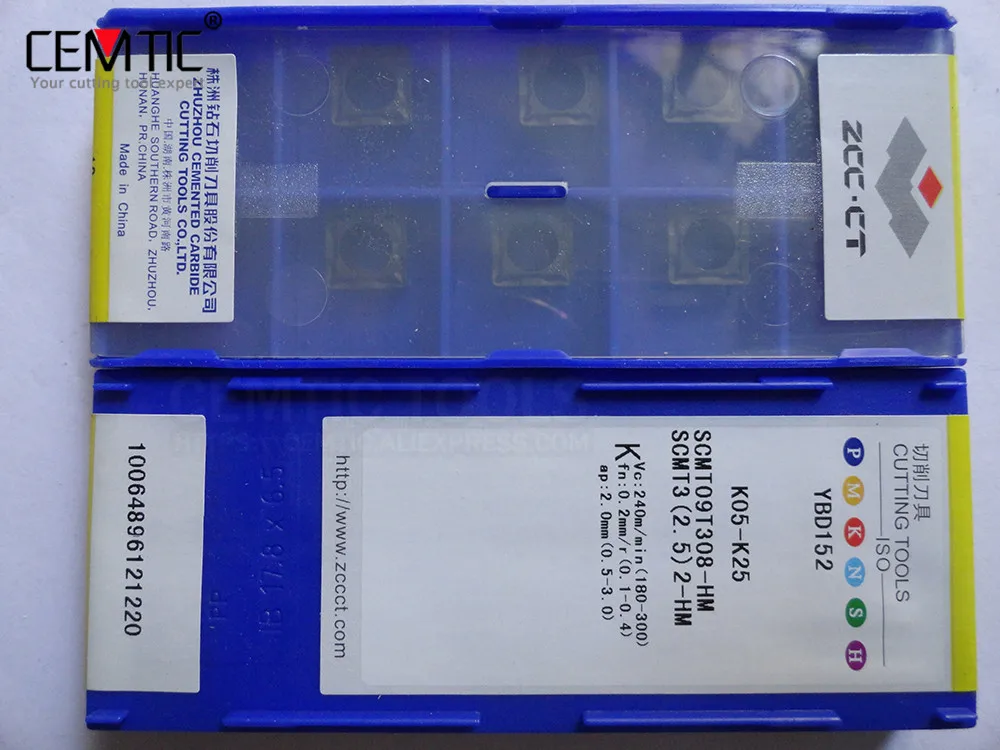 CEMTIC®
Your cutting tool expert
株洲钻石切削刀具股份有限公司
ZHUZHOU CEMENTED CARBIDE
CUTTING TOOLS CO.,LTD.
中国.湖南.株洲市黄河南路
HUANGHE SOUTHERN ROAD, ZHUZHOU,
HUNAN, PR.CHINA
Made in China
ZCC·CT
CEMTIC TOOLS
切削刀具
CUTTING TOOLS
ISO
P M K N S H
YBD152
K05-K25
SCMT09T308-HM
SCMT3(2.5)2-HM
K
Vc:240m/min(180-300)
fn:0.2mm/r(0.1-0.4)
ap:2.0mm(0.5-3.0)
http://www.zccct.com
1006489612122​0